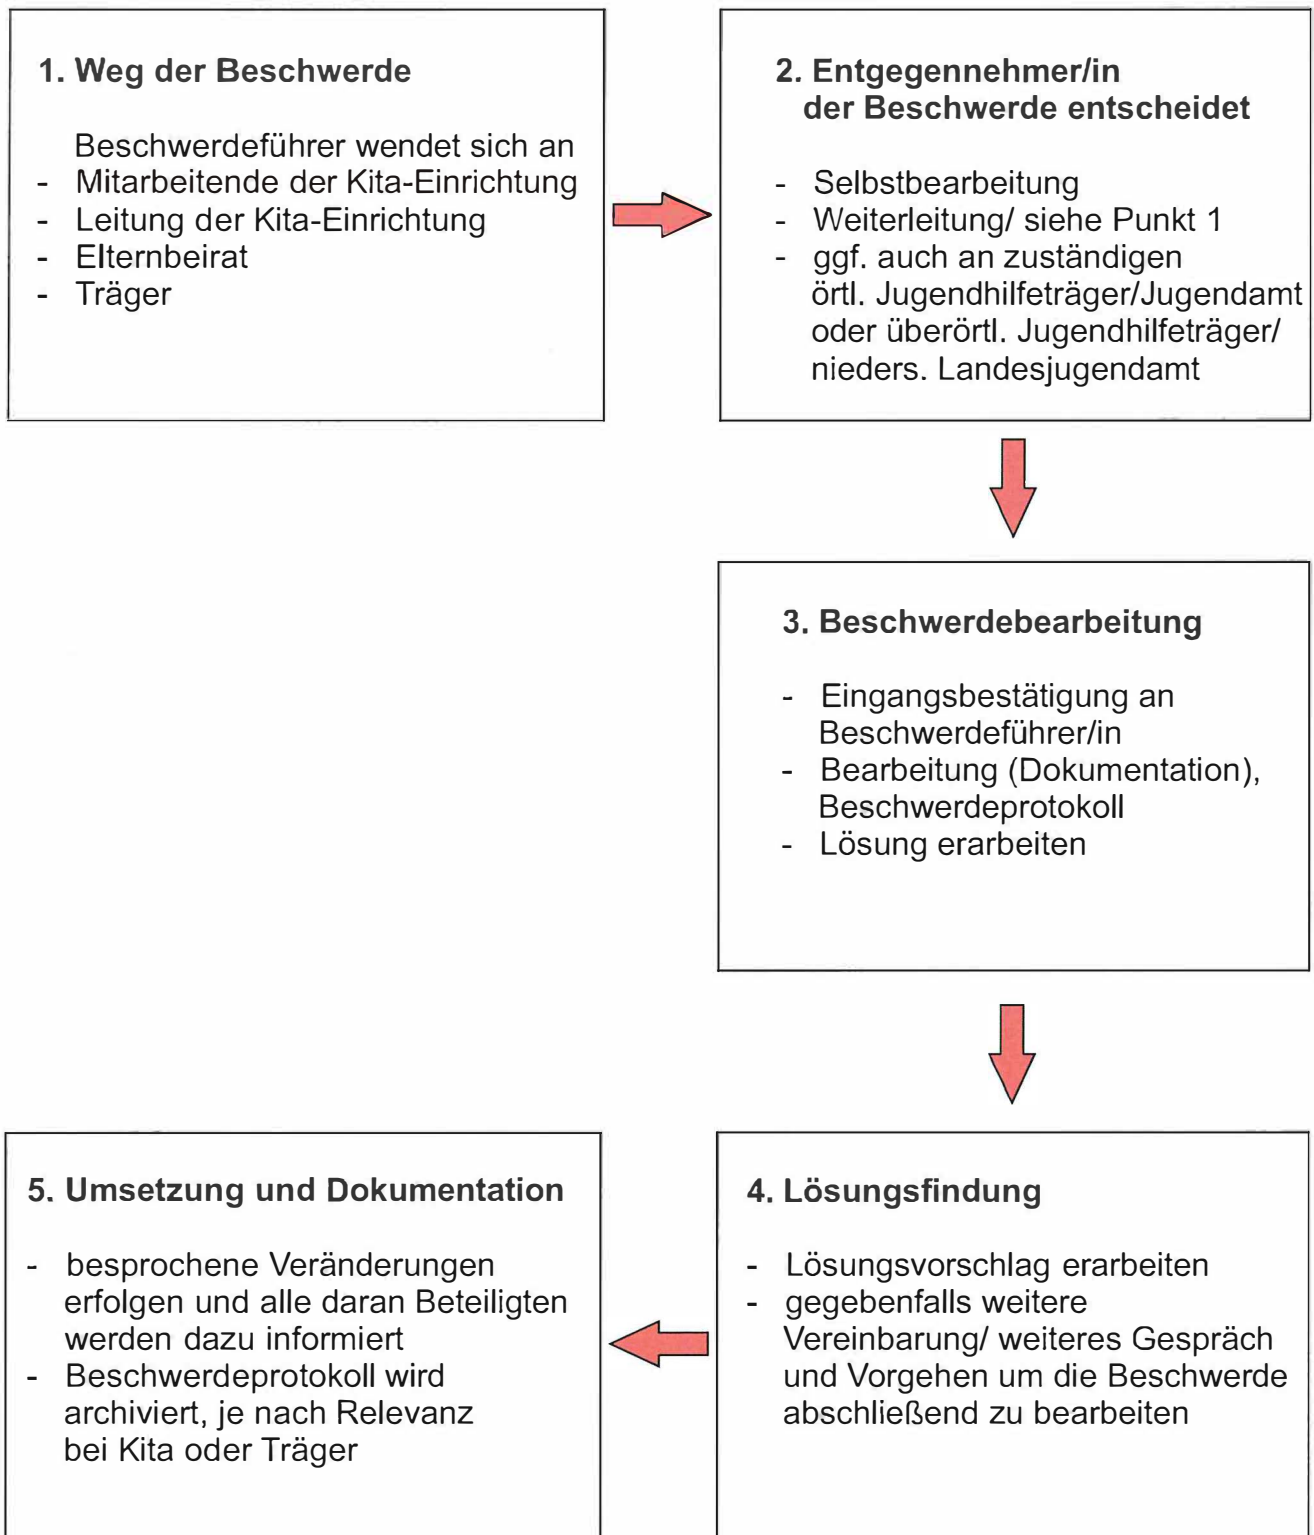 1. Weg der Beschwerde
Beschwerdeführer wendet sich an
- Mitarbeitende der Kita-Einrichtung
- Leitung der Kita-Einrichtung
- Elternbeirat
- Träger
2. Entgegennehmer/in
der Beschwerde entscheidet
- Selbstbearbeitung
- Weiterleitung/ siehe Punkt 1
- ggf. auch an zuständigen
örtl. Jugendhilfeträger/Jugendamt
oder überörtl. Jugendhilfeträger/
nieders. Landesjugendamt
3. Beschwerdebearbeitung
- Eingangsbestätigung an
Beschwerdeführer/in
- Bearbeitung (Dokumentation),
Beschwerdeprotokoll
- Lösung erarbeiten
4. Lösungsfindung
- Lösungsvorschlag erarbeiten
- gegebenfalls weitere
Vereinbarung/ weiteres Gespräch
und Vorgehen um die Beschwerde
abschließend zu bearbeiten
5. Umsetzung und Dokumentation
- besprochene Veränderungen
erfolgen und alle daran Beteiligten
werden dazu informiert
- Beschwerdeprotokoll wird
archiviert, je nach Relevanz
bei Kita oder Träger